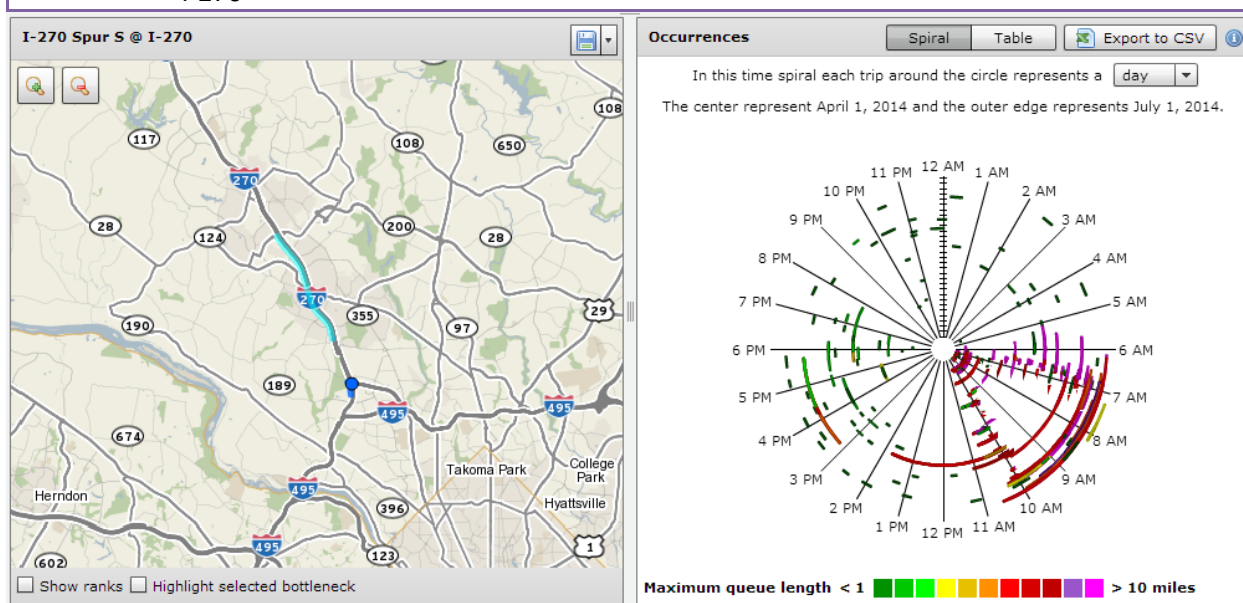 I-270 Spur S @ I-270
117
108
108
650
270
28
124
200
28
270
355
29
190
97
189
495
495
674
Takoma Park
College
Park
Herndon
495
396
Hyattsville
495
123
1
602
Show ranks
Highlight selected bottleneck
Occurrences
Spiral
Table
Export to CSV
In this time spiral each trip around the circle represents a day
The center represent April 1, 2014 and the outer edge represents July 1, 2014.
12 AM
1 AM
2 AM
3 AM
4 AM
5 AM
6 AM
7 AM
8 AM
9 AM
10 AM
11 AM
12 PM
1 PM
2 PM
3 PM
4 PM
5 PM
6 PM
7 PM
8 PM
9 PM
10 PM
11 PM
Maximum queue length < 1 > 10 miles